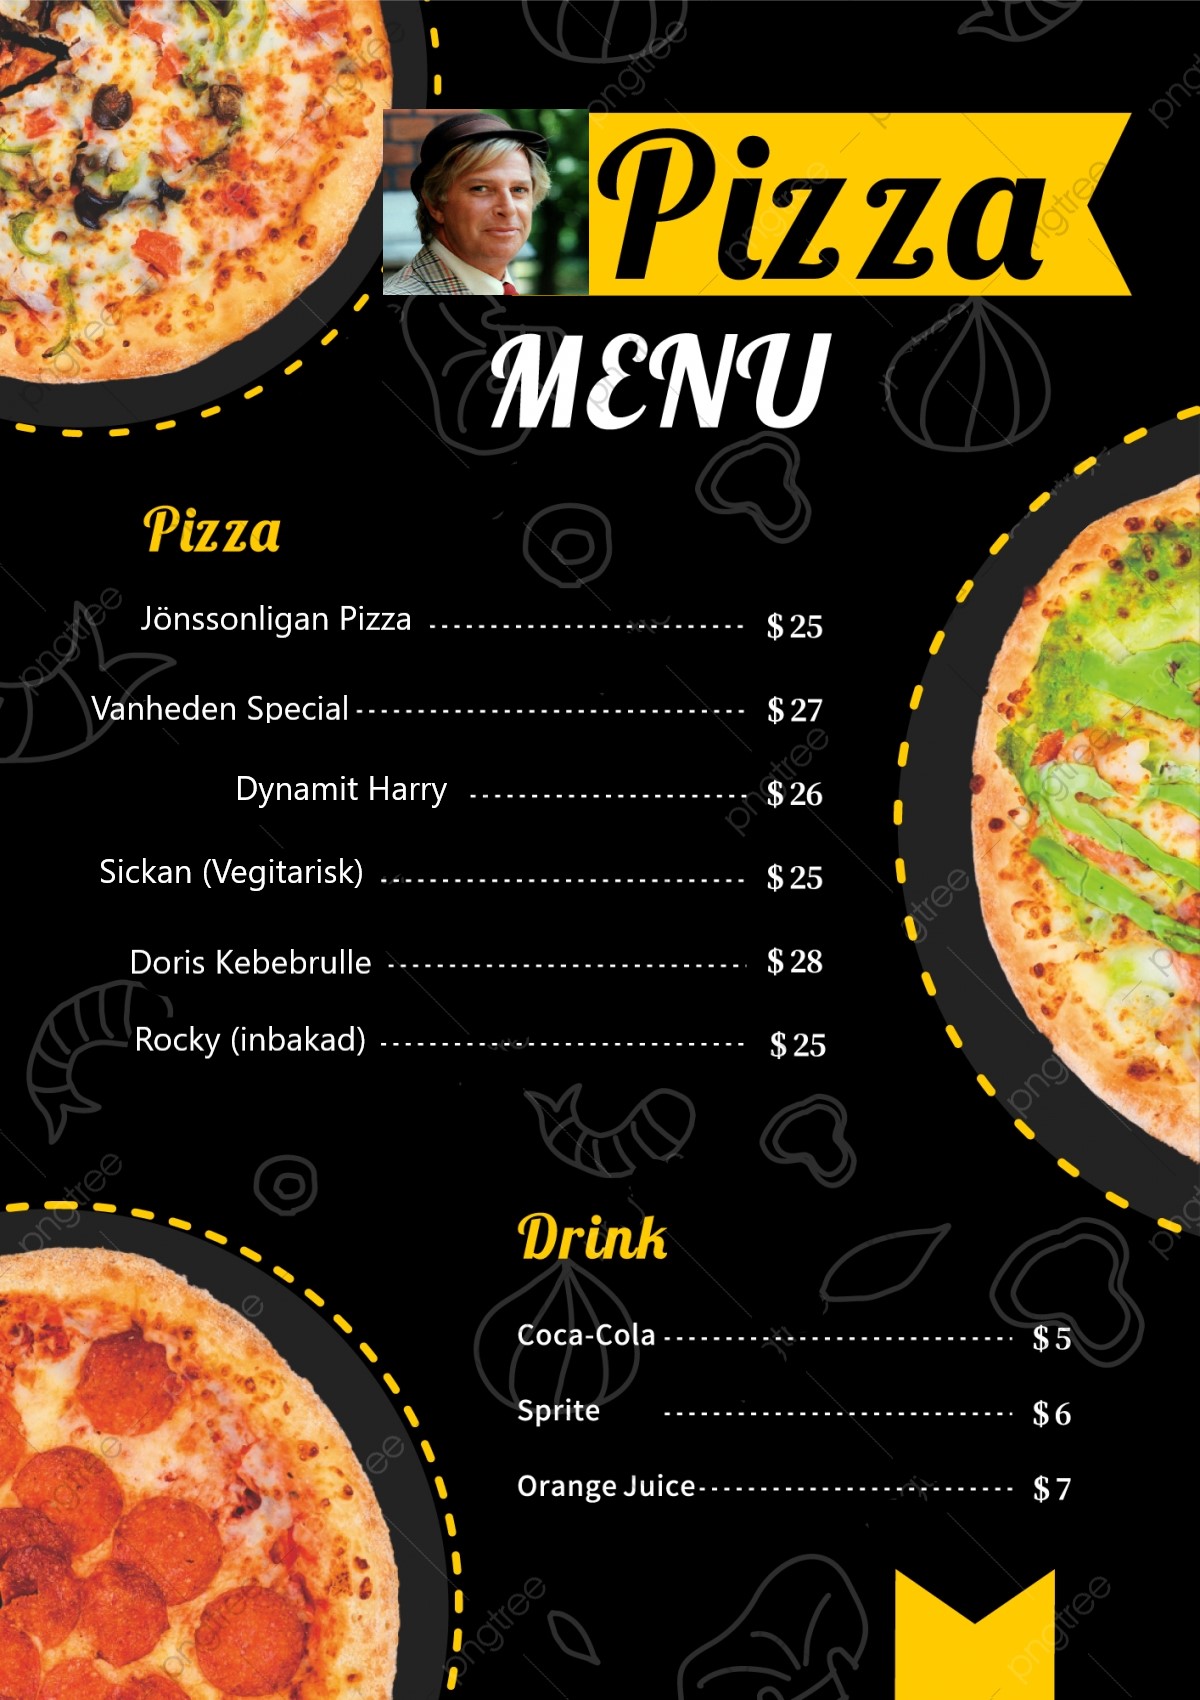 Pizza
MENU
Pizza
Jönssonligan Pizza $25
Vanheden Special $27
Dynamit Harry $26
Sickan (Vegitarisk) $25
Doris Kebebrulle $28
Rocky (inbakad) $25
Drink
Coca-Cola $5
Sprite $6
Orange Juice $7
pngtree